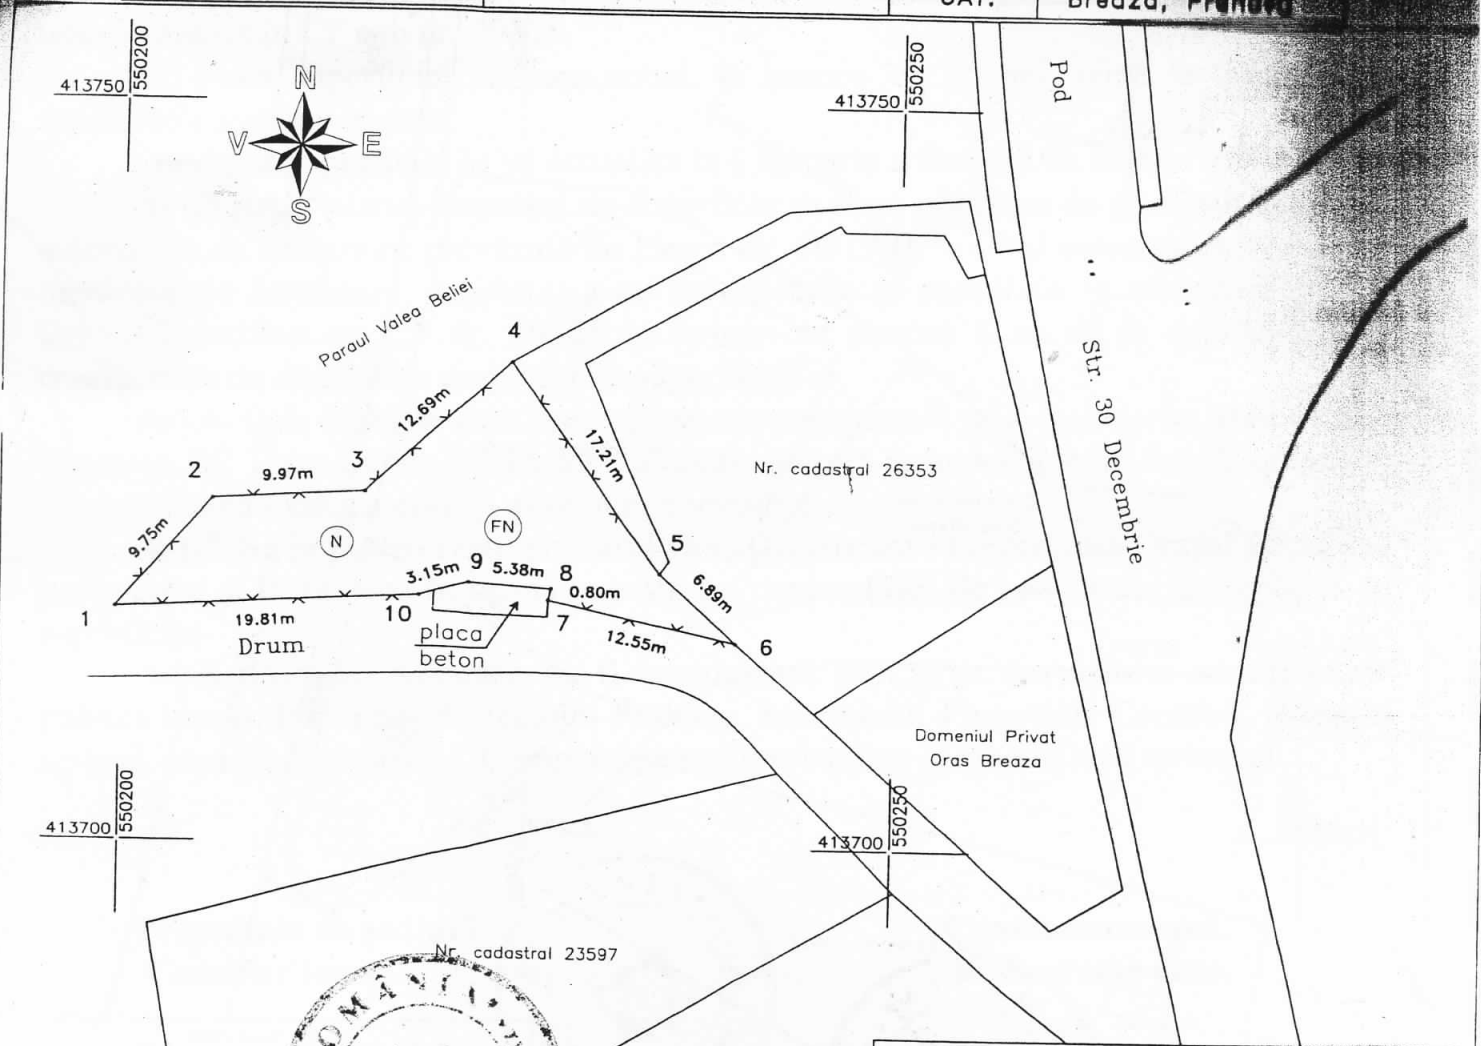 UAT:
Breaza, Prahova
550200
413750
550250
413750
Pod
N
V
E
S
Paraul Valea Beliei
4
12.69m
Str. 30 Decembrie
3
2
9.97m
17.21m
Nr. cadastral 26353
9.75m
N
FN
5
3.15m
9
5.38m
8
0.80m
6.89m
1
19.81m
10
7
12.55m
6
Drum
placa
beton
Domeniul Privat
Oras Breaza
550200
413700
550250
413700
Nr. cadastral 23597